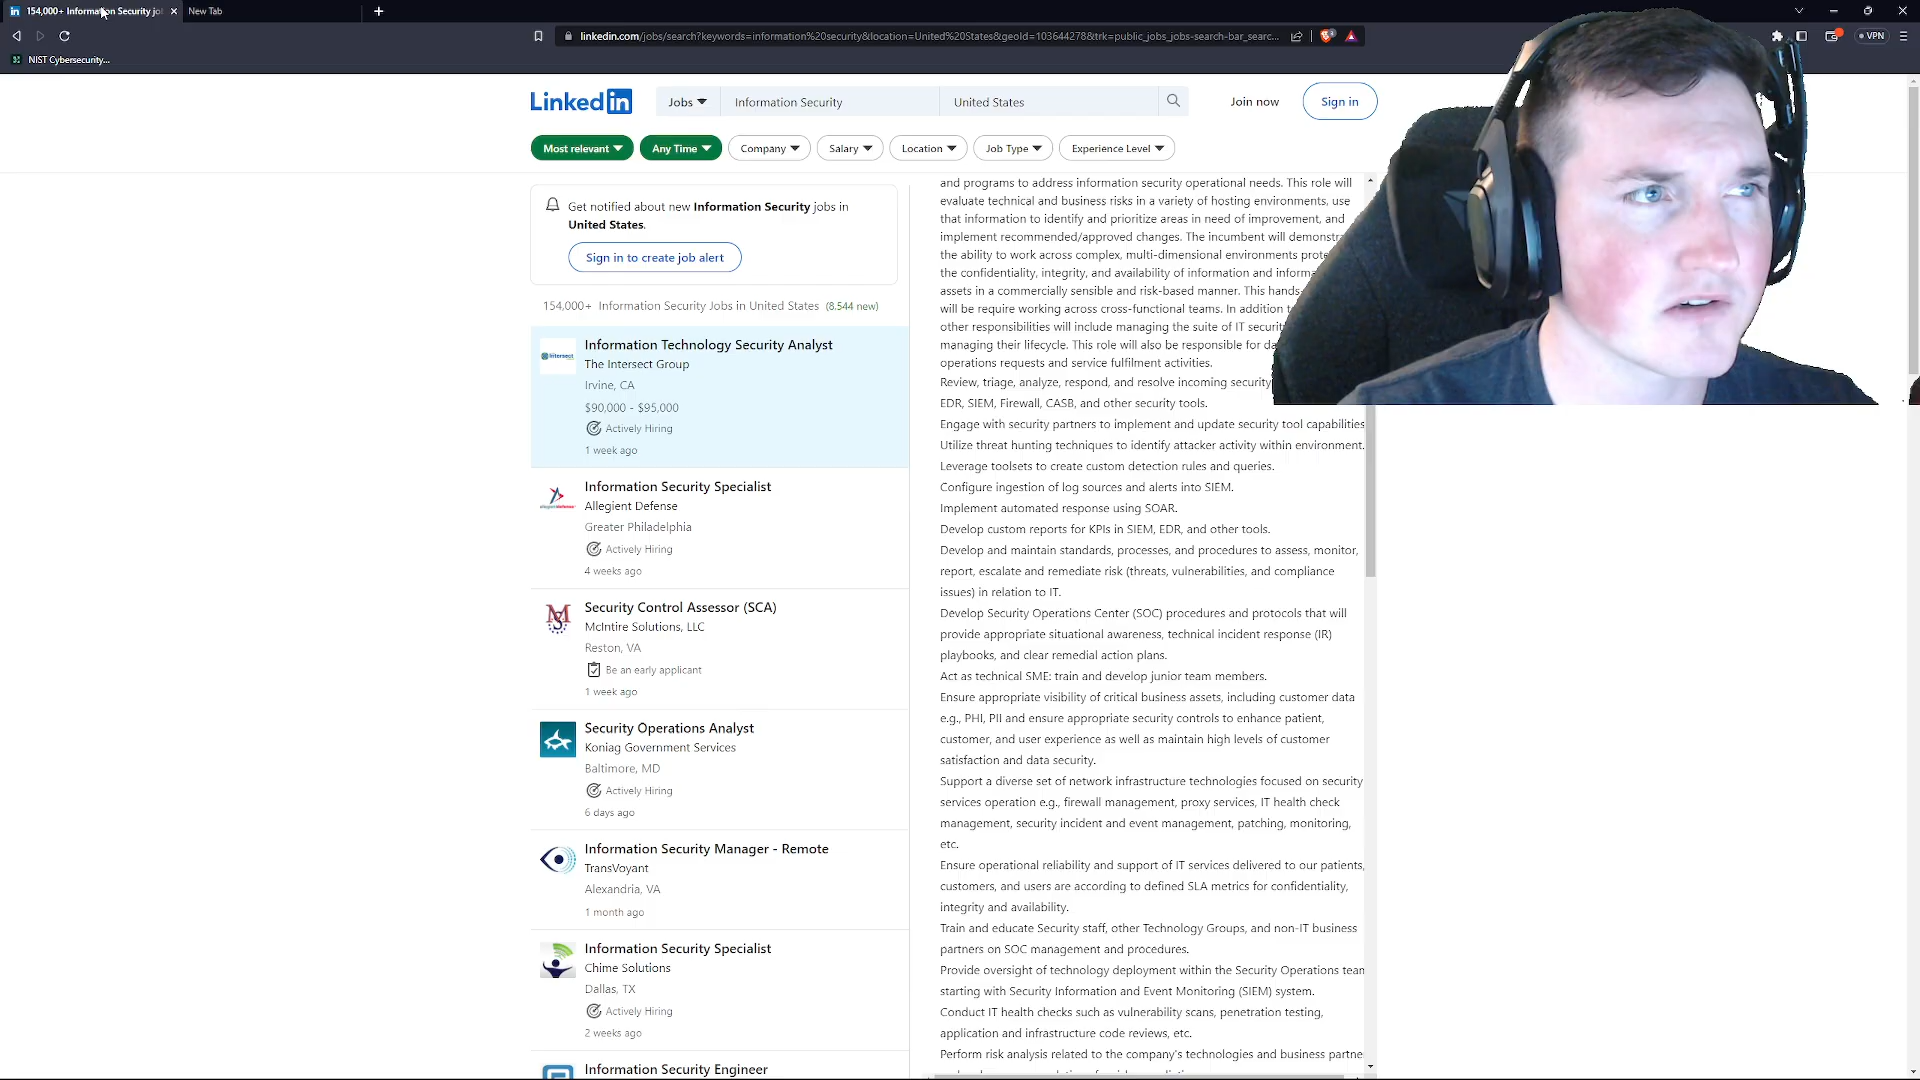 154,000+ Information Security jo
New Tab
linkedin.com/jobs/search?keywords=information%20security&location=United%20States&geoId=103644278&trk=public_jobs_jobs-search-bar_searc...
VPN
NIST Cybersecurity...
Linked in
Jobs
Information Security
United States
Join now
Sign in
Most relevant
Any Time
Company
Salary
Location
Job Type
Experience Level
Get notified about new Information Security jobs in
United States.
Sign in to create job alert
154,000+ Information Security Jobs in United States (8,544 new)
Information Technology Security Analyst
The Intersect Group
Irvine, CA
$90,000 - $95,000
Actively Hiring
1 week ago
Information Security Specialist
Allegient Defense
Greater Philadelphia
Actively Hiring
4 weeks ago
Security Control Assessor (SCA)
McIntire Solutions, LLC
Reston, VA
Be an early applicant
1 week ago
Security Operations Analyst
Koniag Government Services
Baltimore, MD
Actively Hiring
6 days ago
Information Security Manager - Remote
TransVoyant
Alexandria, VA
1 month ago
Information Security Specialist
Chime Solutions
Dallas, TX
Actively Hiring
2 weeks ago
Information Security Engineer
and programs to address information security operational needs. This role will
evaluate technical and business risks in a variety of hosting environments, use
that information to identify and prioritize areas in need of improvement, and
implement recommended/approved changes. The incumbent will demonstra
the ability to work across complex, multi-dimensional environments prote
the confidentiality, integrity, and availability of information and informa
assets in a commercially sensible and risk-based manner. This hands
will be require working across cross-functional teams. In addition t
other responsibilities will include managing the suite of IT securit
managing their lifecycle. This role will also be responsible for da
operations requests and service fulfilment activities.
Review, triage, analyze, respond, and resolve incoming security
EDR, SIEM, Firewall, CASB, and other security tools.
Engage with security partners to implement and update security tool capabilities
Utilize threat hunting techniques to identify attacker activity within environment.
Leverage toolsets to create custom detection rules and queries.
Configure ingestion of log sources and alerts into SIEM.
Implement automated response using SOAR.
Develop custom reports for KPIs in SIEM, EDR, and other tools.
Develop and maintain standards, processes, and procedures to assess, monitor,
report, escalate and remediate risk (threats, vulnerabilities, and compliance
issues) in relation to IT.
Develop Security Operations Center (SOC) procedures and protocols that will
provide appropriate situational awareness, technical incident response (IR)
playbooks, and clear remedial action plans.
Act as technical SME: train and develop junior team members.
Ensure appropriate visibility of critical business assets, including customer data
e.g., PHI, PII and ensure appropriate security controls to enhance patient,
customer, and user experience as well as maintain high levels of customer
satisfaction and data security.
Support a diverse set of network infrastructure technologies focused on security
services operation e.g., firewall management, proxy services, IT health check
management, security incident and event management, patching, monitoring,
etc.
Ensure operational reliability and support of IT services delivered to our patients,
customers, and users are according to defined SLA metrics for confidentiality,
integrity and availability.
Train and educate Security staff, other Technology Groups, and non-IT business
partners on SOC management and procedures.
Provide oversight of technology deployment within the Security Operations team
starting with Security Information and Event Monitoring (SIEM) system.
Conduct IT health checks such as vulnerability scans, penetration testing,
application and infrastructure code reviews, etc.
Perform risk analysis related to the company's technologies and business partne